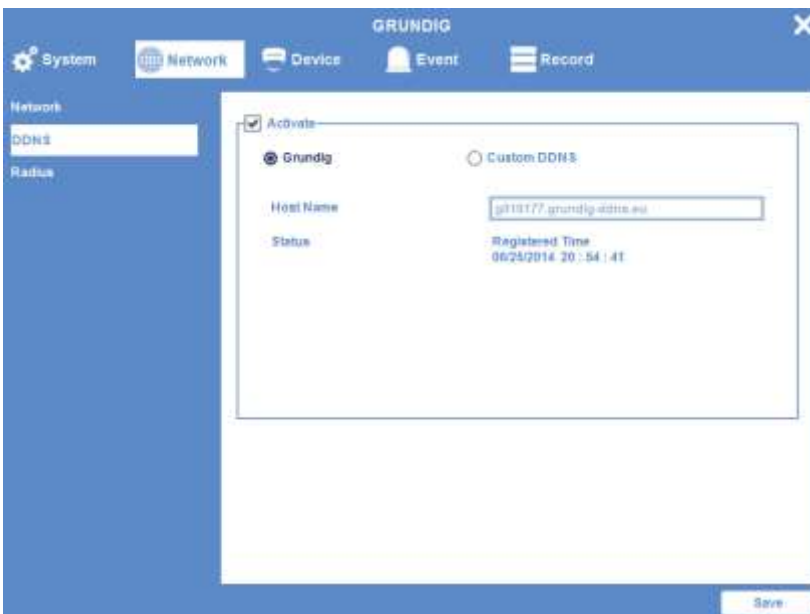 GRUNDIG
System Network Device Event Record
Network
DDNS
Radius
Activate
Grundig Custom DDNS
Host Name
Status Registered Time
06/25/2014 20 : 54 : 41
Save